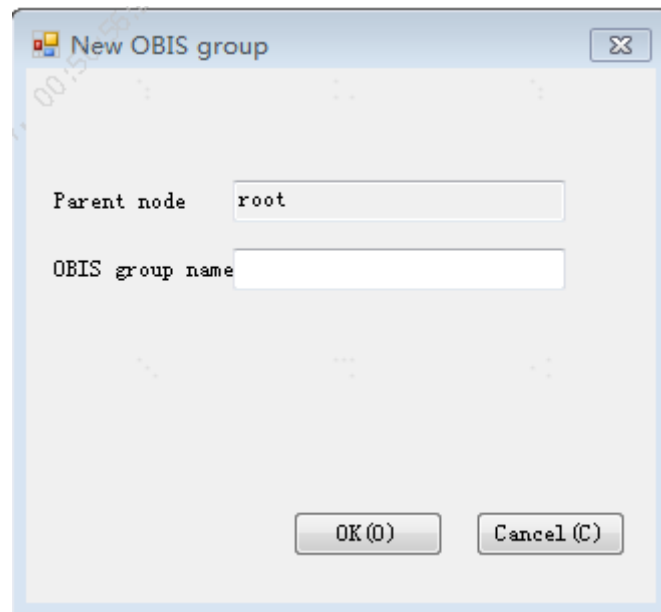 New OBIS group
Parent node root
OBIS group name
OK(O)
Cancel(C)